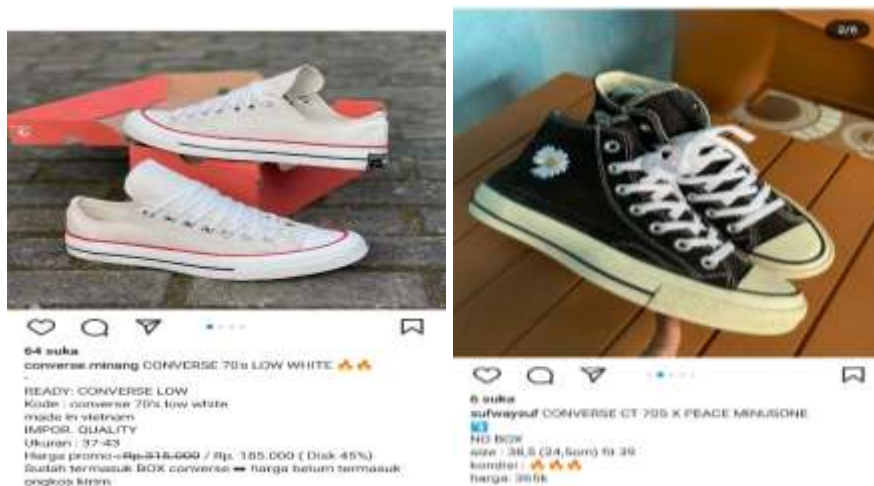 64 suka
converse.minang CONVERSE 70's LOW WHITE 🔥🔥
-
READY: CONVERSE LOW
Kode : converse 70's low white
made in vietnam
IMPOR. QUALITY
Ukuran : 37-43
Harga promo : Rp.315.000 / Rp. 185.000 ( Disk 45%)
Sudah termasuk BOX converse ➡ harga belum termasuk
ongkos kirim
2/6
6 suka
sufwaysuf CONVERSE CT 70S X PEACE MINUSONE
NO BOX
size : 38,5 (24,5cm) fit 39
kondisi : 🔥🔥🔥
harga: 365k